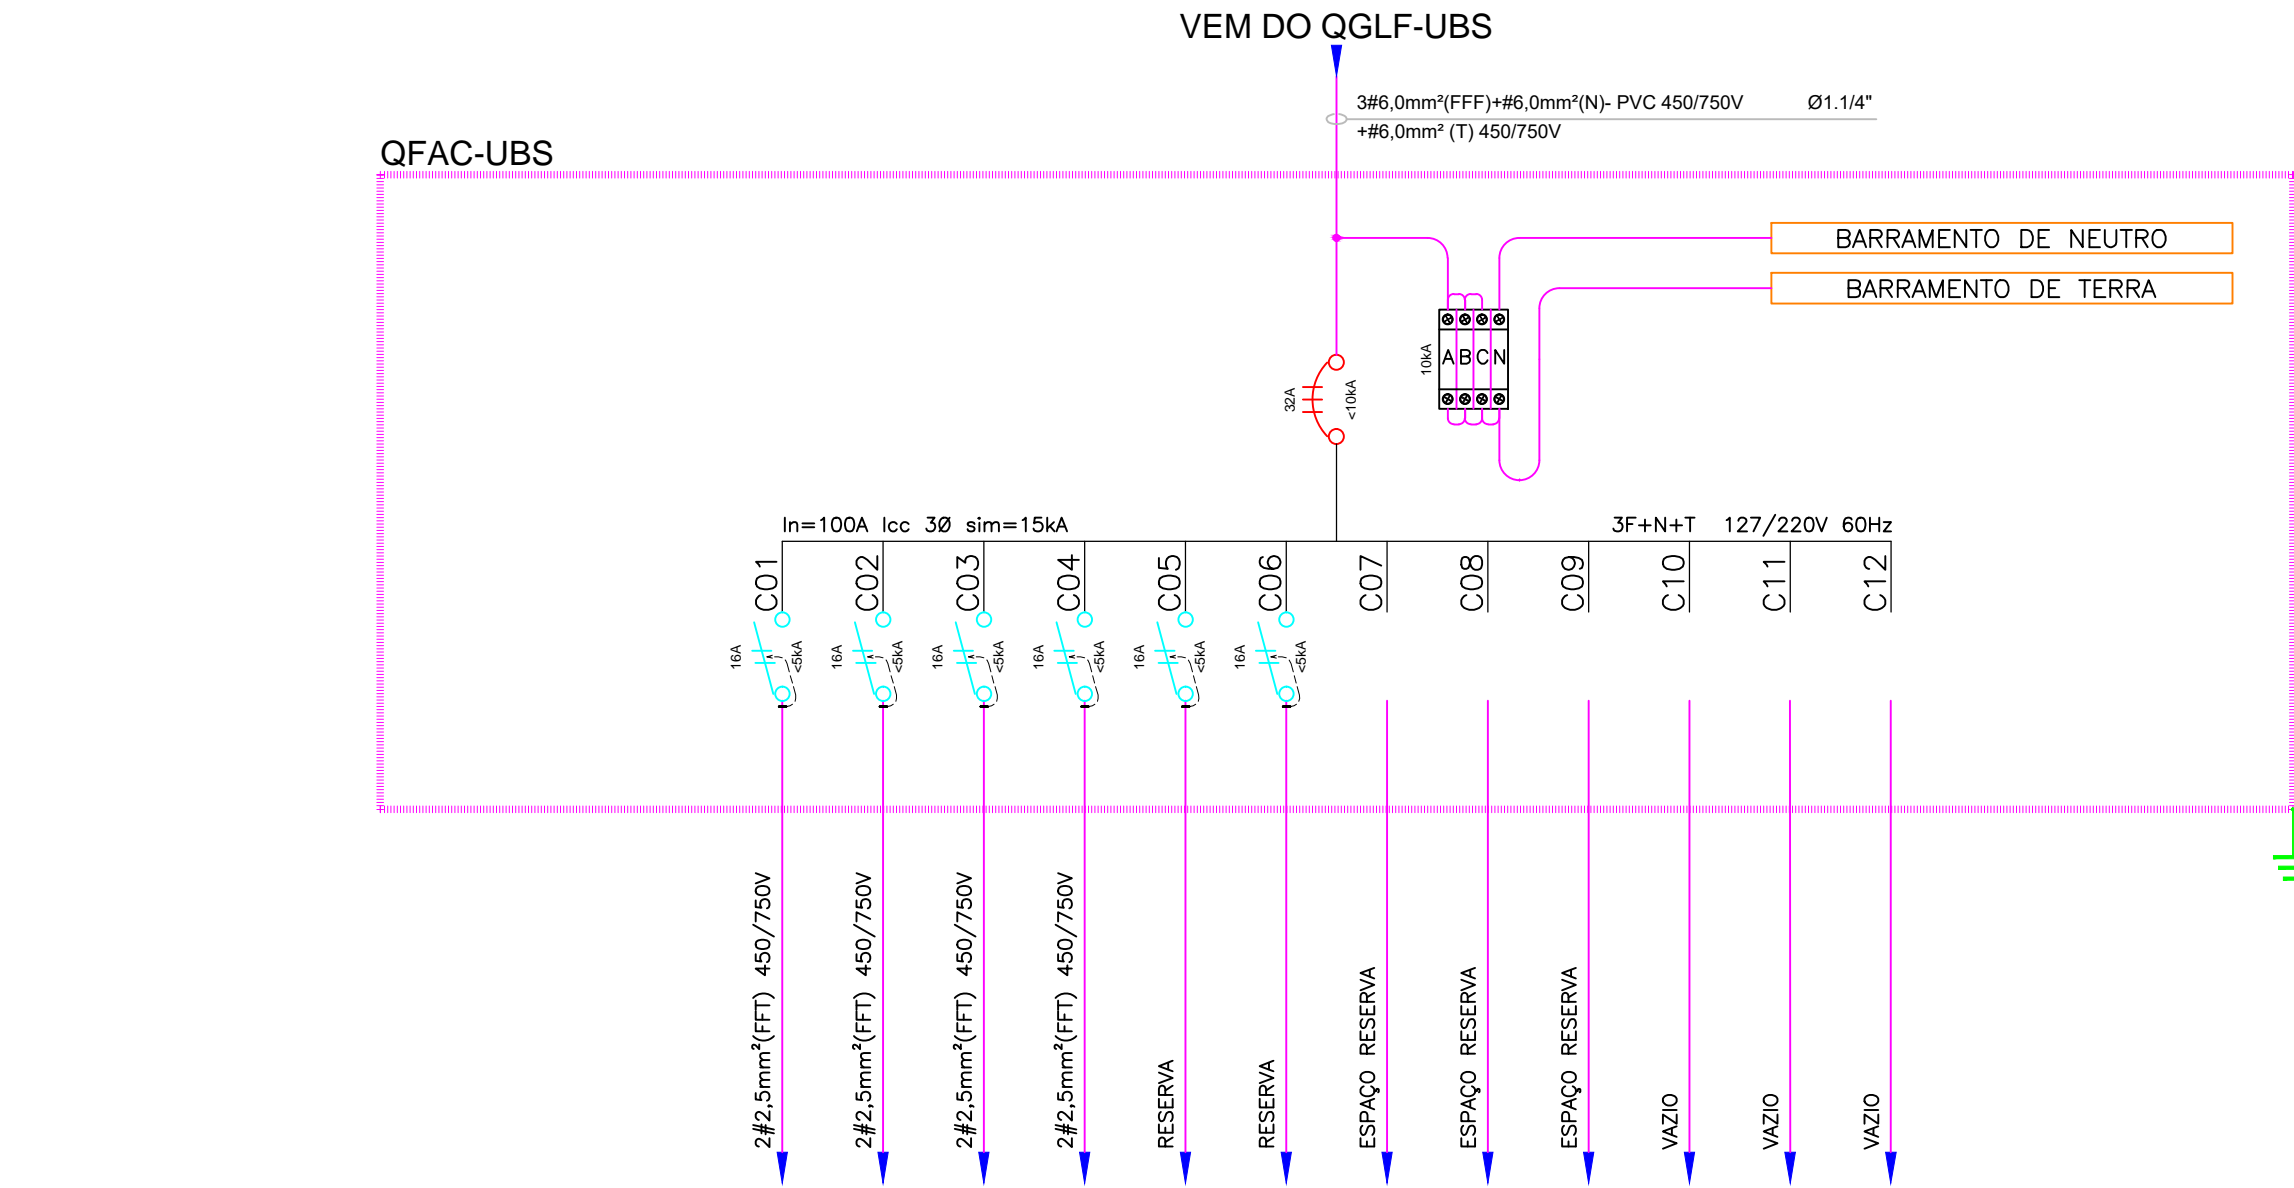 VEM DO QGLF-UBS
3#6,0mm²(FFF)+#6,0mm²(N)- PVC 450/750V Ø1.1/4"
+#6,0mm² (T) 450/750V
QFAC-UBS
BARRAMENTO DE NEUTRO
BARRAMENTO DE TERRA
10kA
A B C N
32A
<10kA
In=100A Icc 3Ø sim=15kA
3F+N+T 127/220V 60Hz
C01
C02
C03
C04
C05
C06
C07
C08
C09
C10
C11
C12
16A
<5kA
16A
<5kA
16A
<5kA
16A
<5kA
16A
<5kA
16A
<5kA
2#2,5mm²(FFT) 450/750V
2#2,5mm²(FFT) 450/750V
2#2,5mm²(FFT) 450/750V
2#2,5mm²(FFT) 450/750V
RESERVA
RESERVA
ESPAÇO RESERVA
ESPAÇO RESERVA
ESPAÇO RESERVA
VAZIO
VAZIO
VAZIO